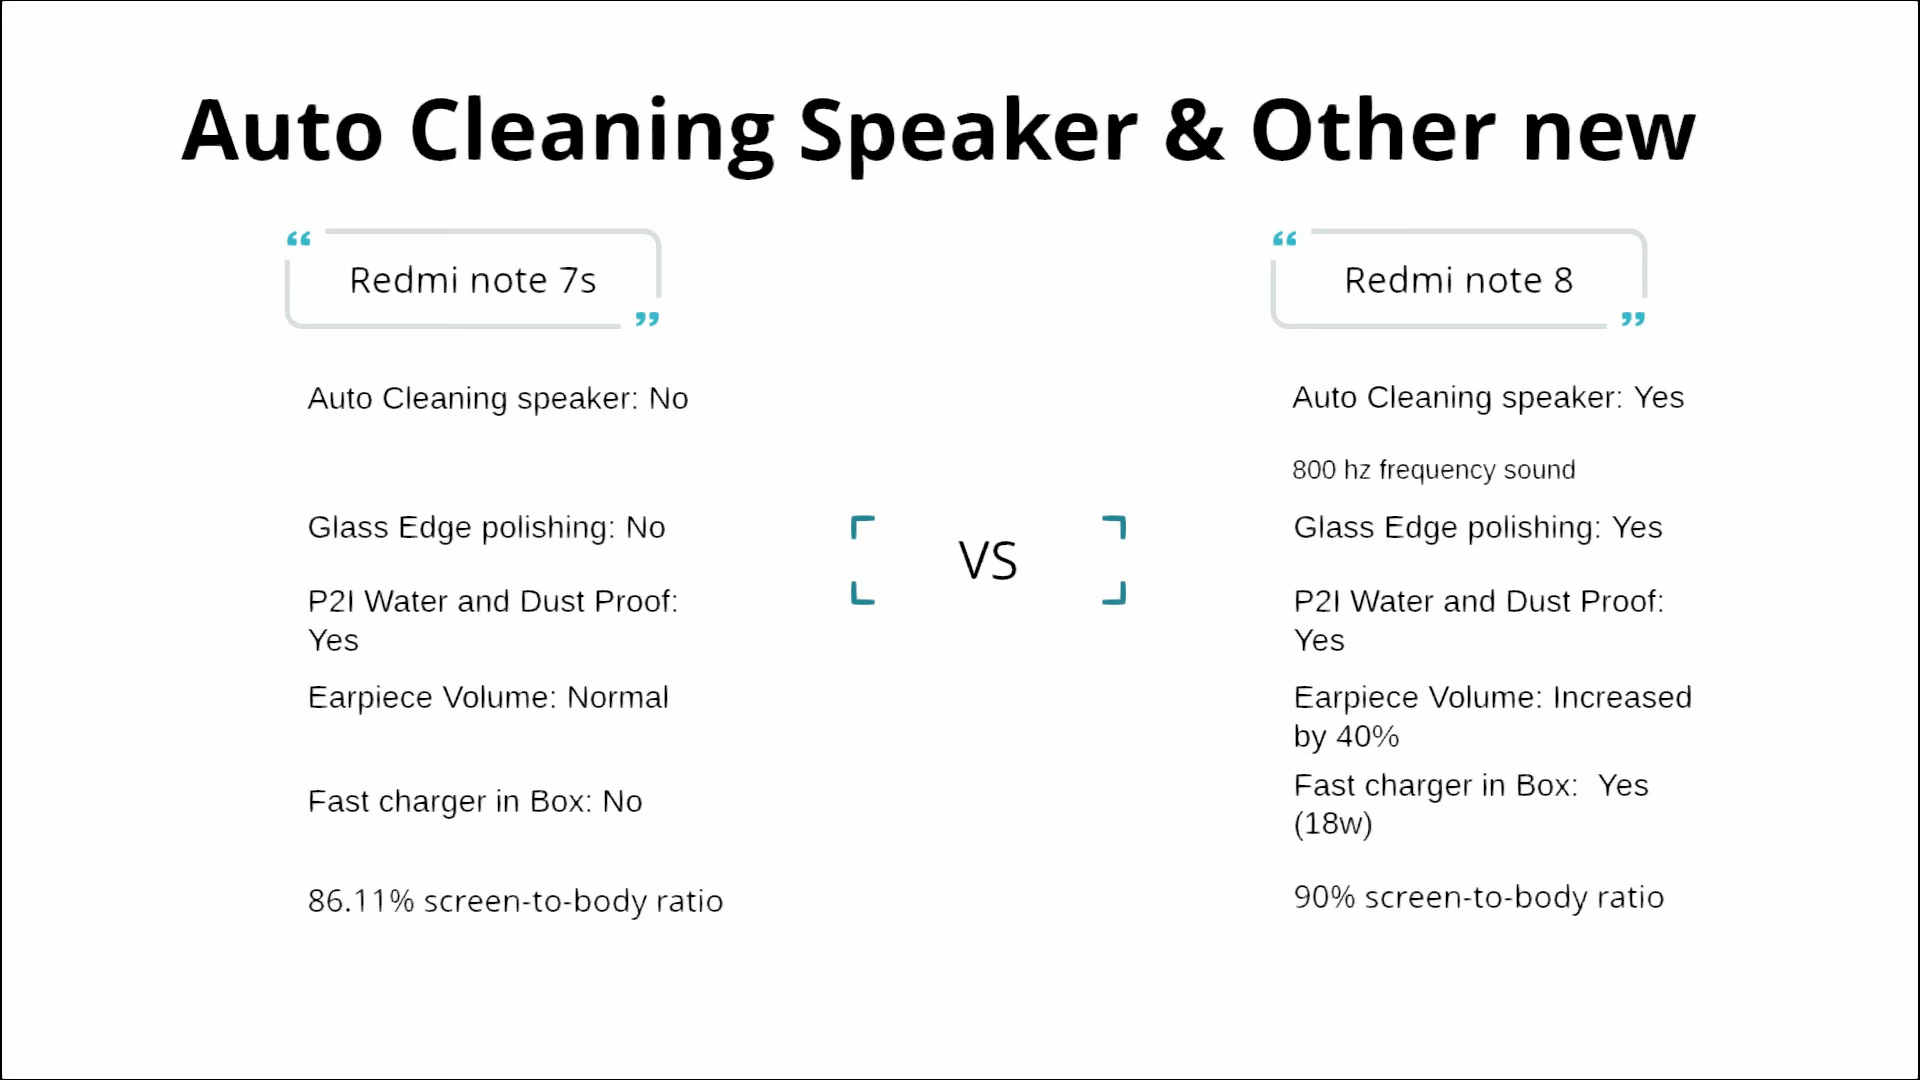 Auto Cleaning Speaker & Other new
“ Redmi note 7s ”
Auto Cleaning speaker: No
Glass Edge polishing: No
P2I Water and Dust Proof:
Yes
Earpiece Volume: Normal
Fast charger in Box: No
86.11% screen-to-body ratio
VS
“ Redmi note 8 ”
Auto Cleaning speaker: Yes
800 hz frequency sound
Glass Edge polishing: Yes
P2I Water and Dust Proof:
Yes
Earpiece Volume: Increased
by 40%
Fast charger in Box:  Yes
(18w)
90% screen-to-body ratio